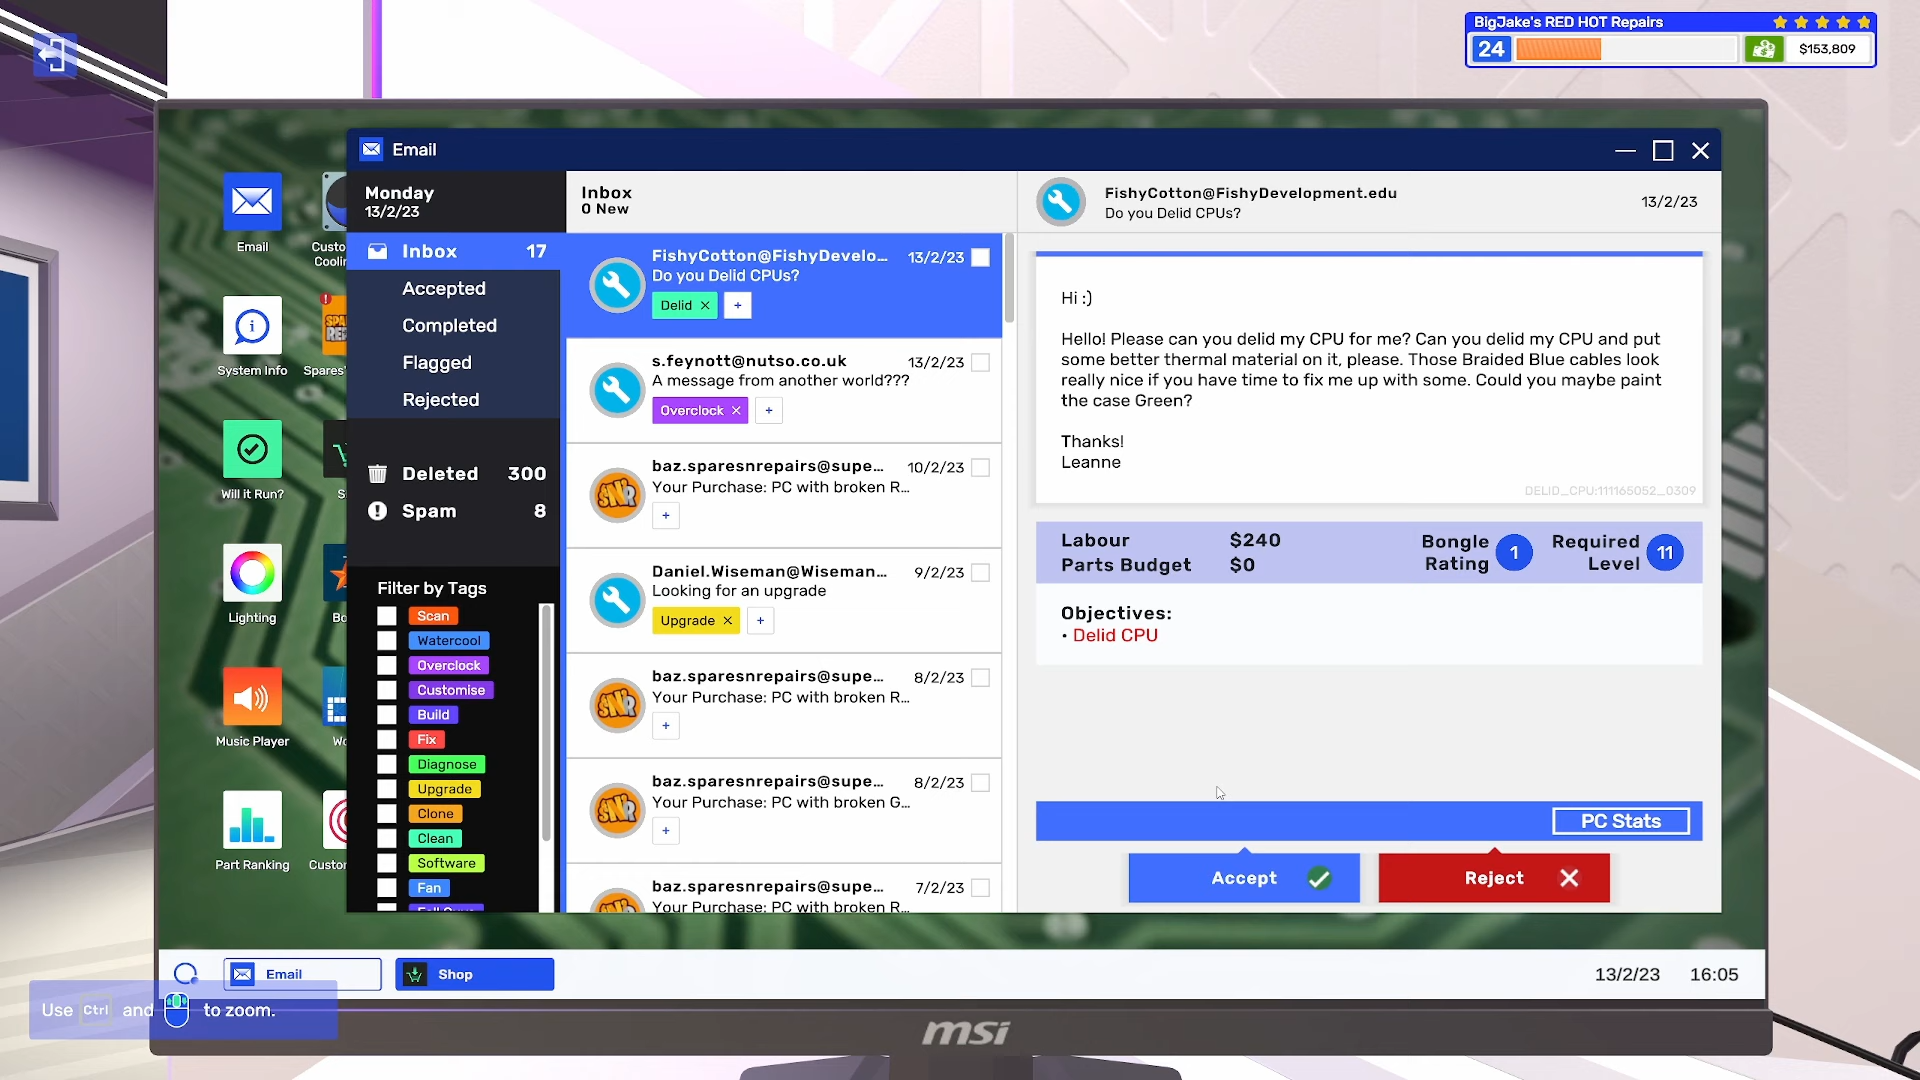 BigJake's RED HOT Repairs
24
$153,809
Email
Monday
13/2/23
Inbox 17
Accepted
Completed
Flagged
Rejected
Deleted 300
Spam 8
Filter by Tags
Scan
Watercool
Overclock
Customise
Build
Fix
Diagnose
Upgrade
Clone
Clean
Software
Fan
Inbox
0 New
FishyCotton@FishyDevelo... 13/2/23
Do you Delid CPUs?
Delid × +
s.feynott@nutso.co.uk 13/2/23
A message from another world???
Overclock × +
baz.sparesnrepairs@supe... 10/2/23
Your Purchase: PC with broken R...
+
Daniel.Wiseman@Wiseman... 9/2/23
Looking for an upgrade
Upgrade × +
baz.sparesnrepairs@supe... 8/2/23
Your Purchase: PC with broken R...
+
baz.sparesnrepairs@supe... 8/2/23
Your Purchase: PC with broken G...
+
baz.sparesnrepairs@supe... 7/2/23
Your Purchase: PC with broken R...
FishyCotton@FishyDevelopment.edu
Do you Delid CPUs?
13/2/23
Hi :)
Hello! Please can you delid my CPU for me? Can you delid my CPU and put
some better thermal material on it, please. Those Braided Blue cables look
really nice if you have time to fix me up with some. Could you maybe paint
the case Green?
Thanks!
Leanne
DELID_CPU:111165052_0309
Labour $240
Parts Budget $0
Bongle
Rating 1
Required
Level 11
Objectives:
• Delid CPU
PC Stats
Accept
Reject
Email
System Info
Will it Run?
Lighting
Music Player
Part Ranking
Custo
Coolin
Spares'
S
Bo
Wo
Custom
SNR
SNR
SNR
Email
Shop
13/2/23 16:05
Use Ctrl and to zoom.
msi